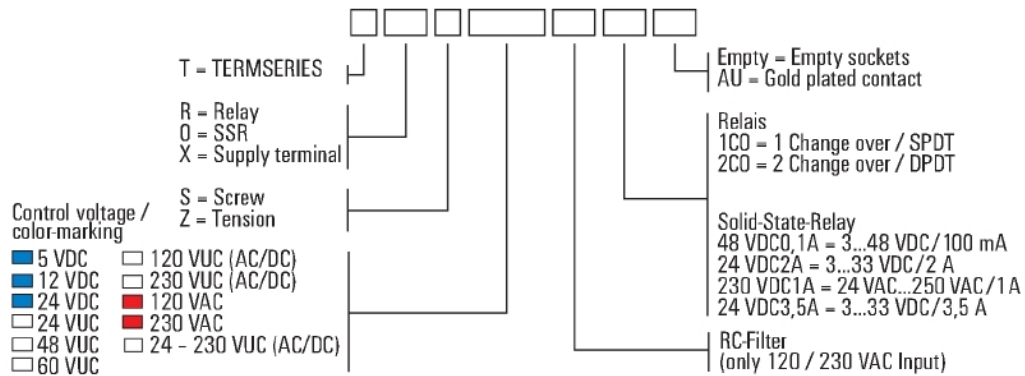 T = TERMSERIES
R = Relay
O = SSR
X = Supply terminal
S = Screw
Z = Tension
Control voltage /
color-marking
5 VDC
12 VDC
24 VDC
24 VUC
48 VUC
60 VUC
120 VUC (AC/DC)
230 VUC (AC/DC)
120 VAC
230 VAC
24 – 230 VUC (AC/DC)
Empty = Empty sockets
AU = Gold plated contact
Relais
1CO = 1 Change over / SPDT
2CO = 2 Change over / DPDT
Solid-State-Relay
48 VDC0,1A = 3...48 VDC/100 mA
24 VDC2A = 3...33 VDC/2 A
230 VDC1A = 24 VAC...250 VAC/1 A
24 VDC3,5A = 3...33 VDC/3,5 A
RC-Filter
(only 120 / 230 VAC Input)